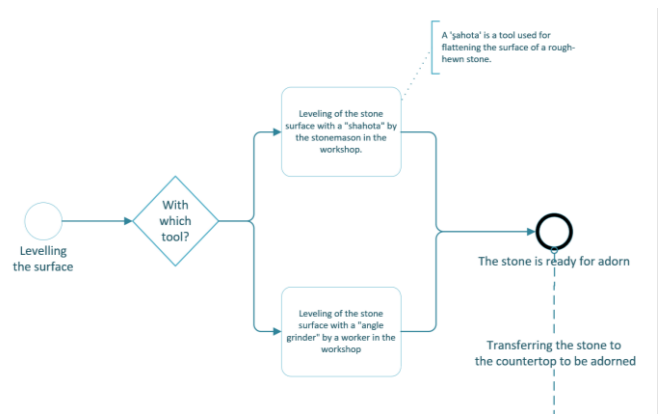 A 'şahota' is a tool used for
flattening the surface of a rough-
hewn stone.
Leveling of the stone
surface with a "shahota" by
the stonemason in the
workshop.
With
which
tool?
Levelling
the surface
The stone is ready for adorn
Leveling of the stone
surface with a "angle
grinder" by a worker in the
workshop
Transferring the stone to
the countertop to be adorned